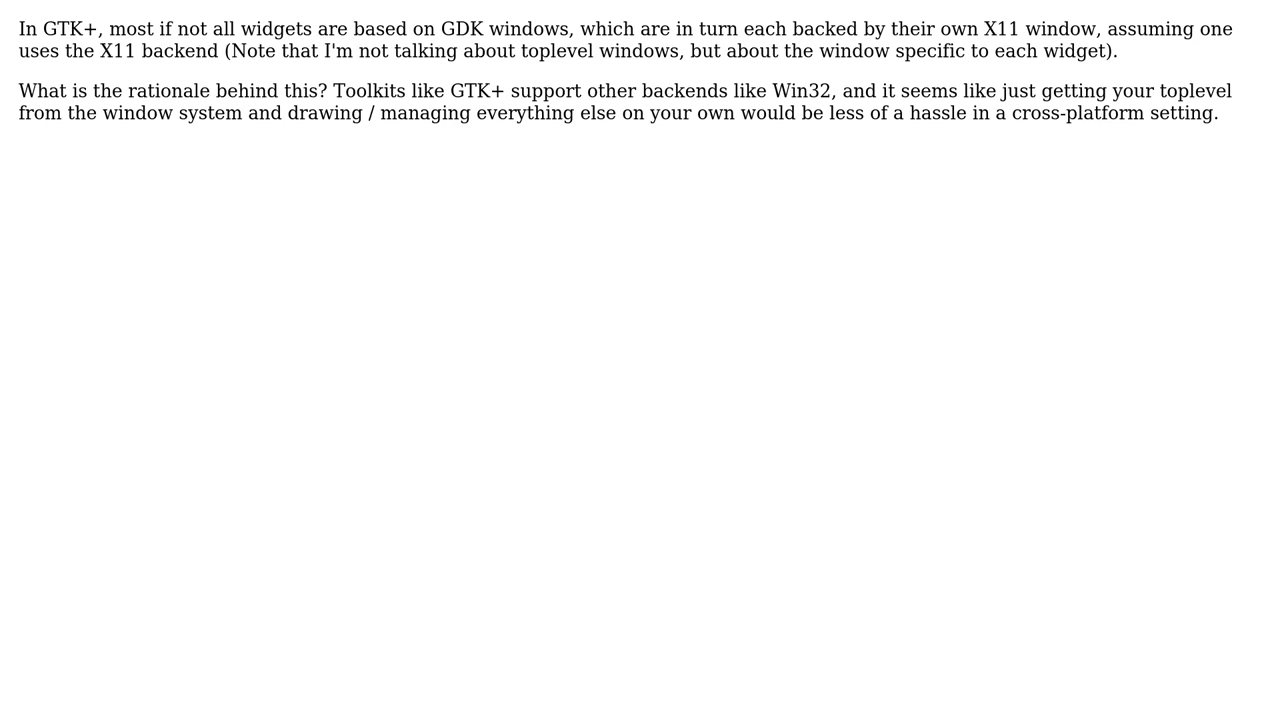 In GTK+, most if not all widgets are based on GDK windows, which are in turn each backed by their own X11 window, assuming one
uses the X11 backend (Note that I'm not talking about toplevel windows, but about the window specific to each widget).
What is the rationale behind this? Toolkits like GTK+ support other backends like Win32, and it seems like just getting your toplevel
from the window system and drawing / managing everything else on your own would be less of a hassle in a cross-platform setting.